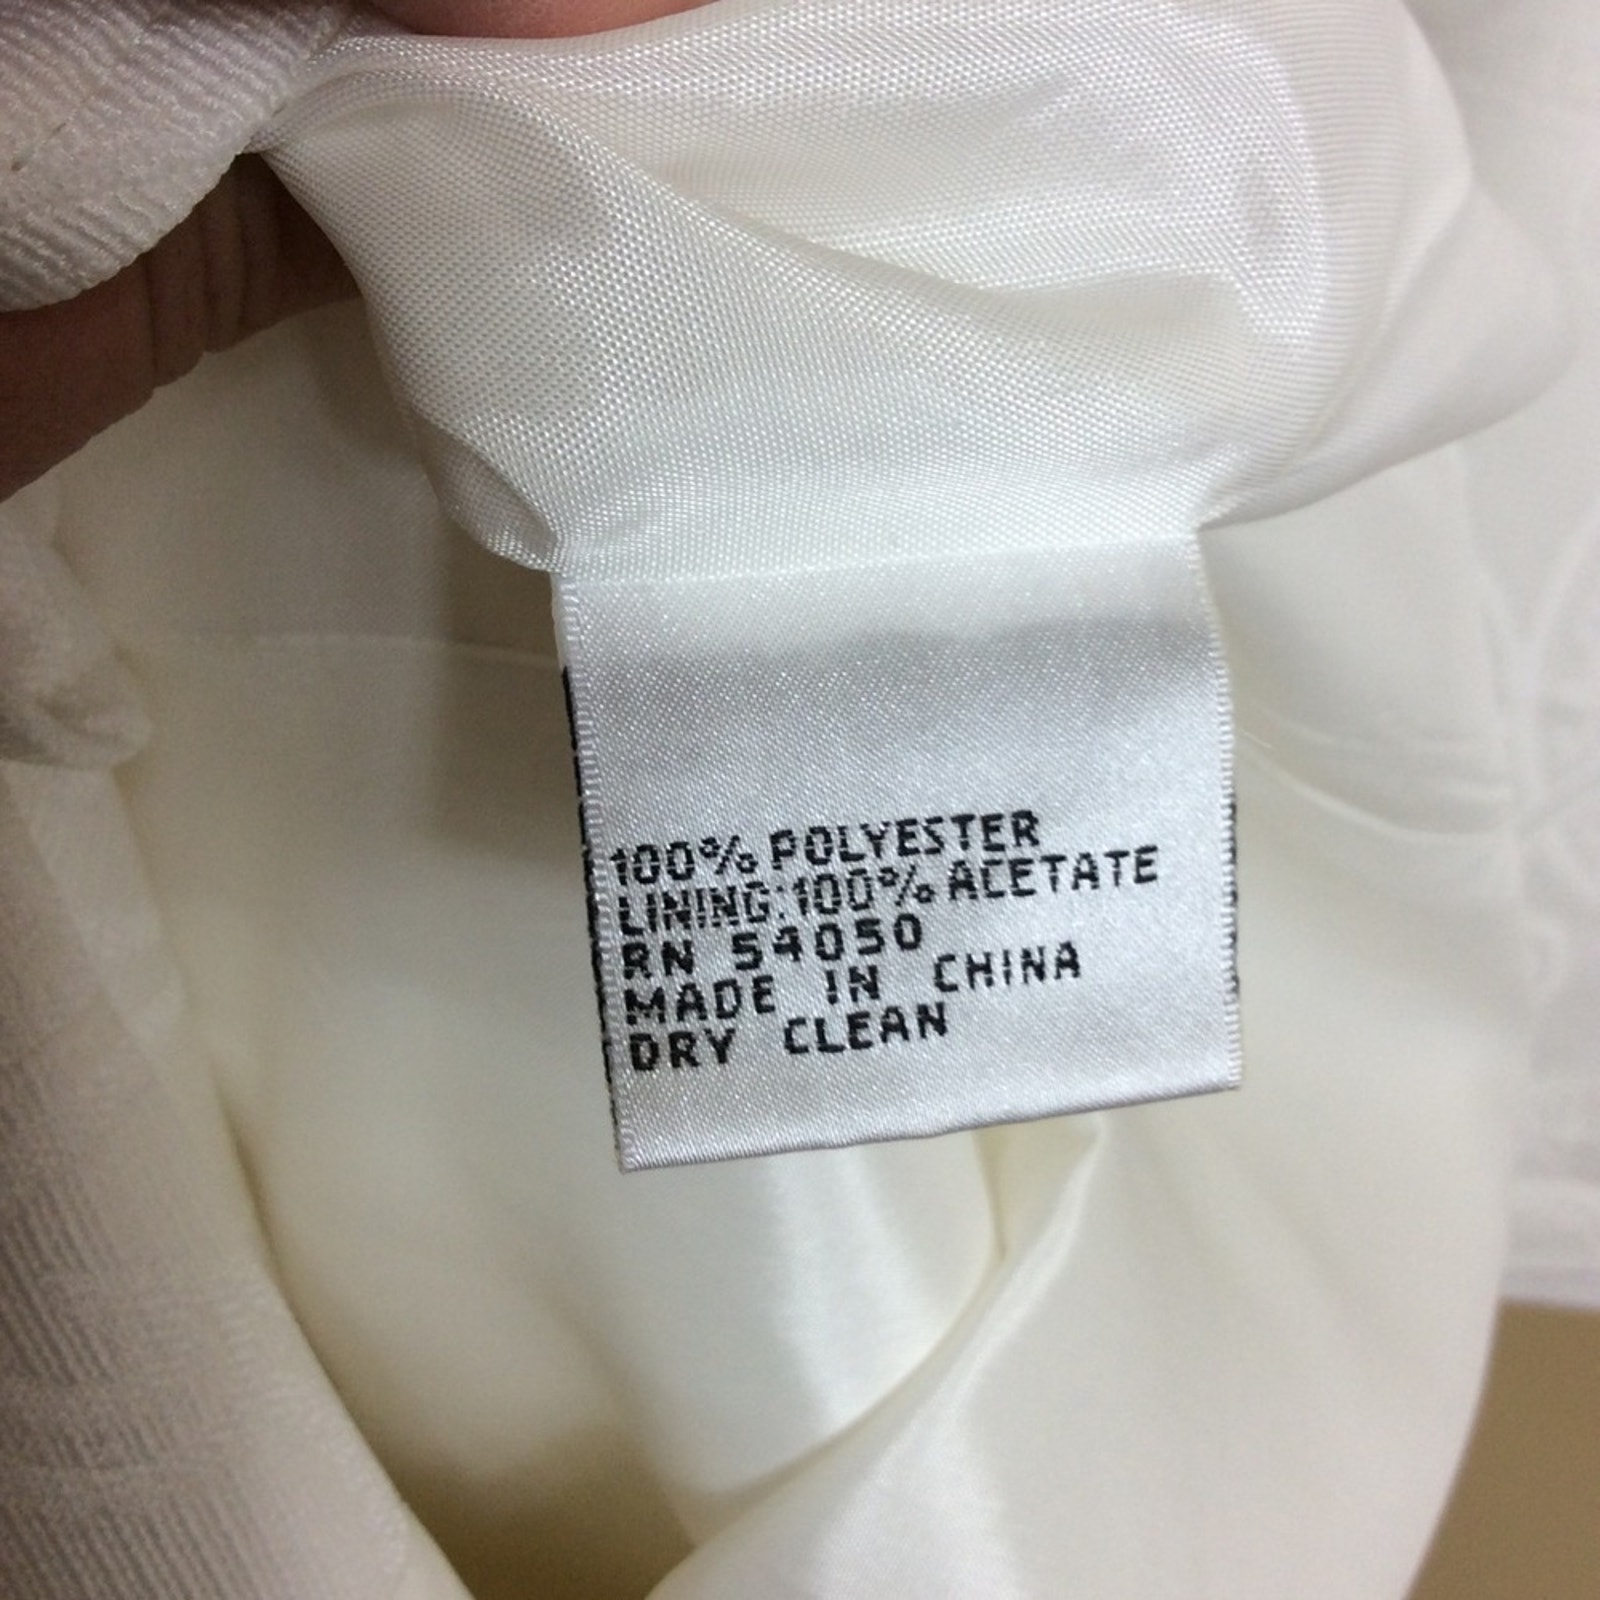 100% POLYESTER
LINING:100% ACETATE
RN 54050
MADE IN CHINA
DRY CLEAN